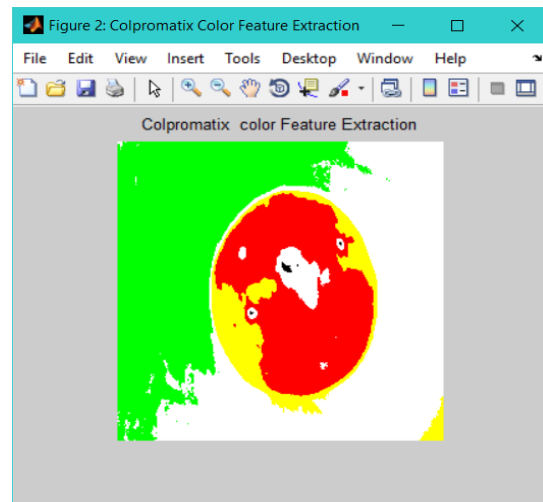 Figure 2: Colpromatix Color Feature Extraction
File Edit View Insert Tools Desktop Window Help
Colpromatix color Feature Extraction